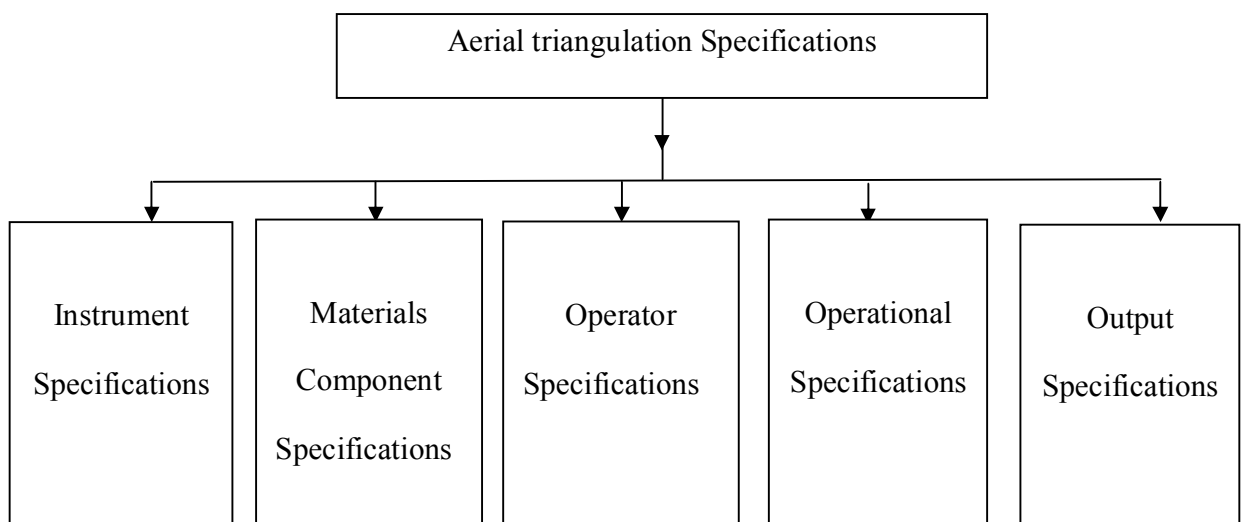 Aerial triangulation Specifications
Instrument
Specifications
Materials
Component
Specifications
Operator
Specifications
Operational
Specifications
Output
Specifications